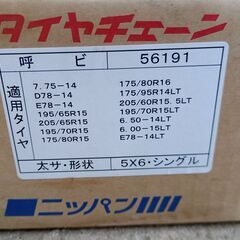 タイヤチェーン
呼ビ 56191
適用タイヤ
7.75-14 175/80R16
D78-14 175/95R14LT
E78-14 205/60R15.5LT
195/65R15 195/70R15LT
205/65R15 6.50-14LT
195/70R15 6.00-15LT
175/80R15 E78-14LT
太サ・形状 5X6・シングル
ニッパン